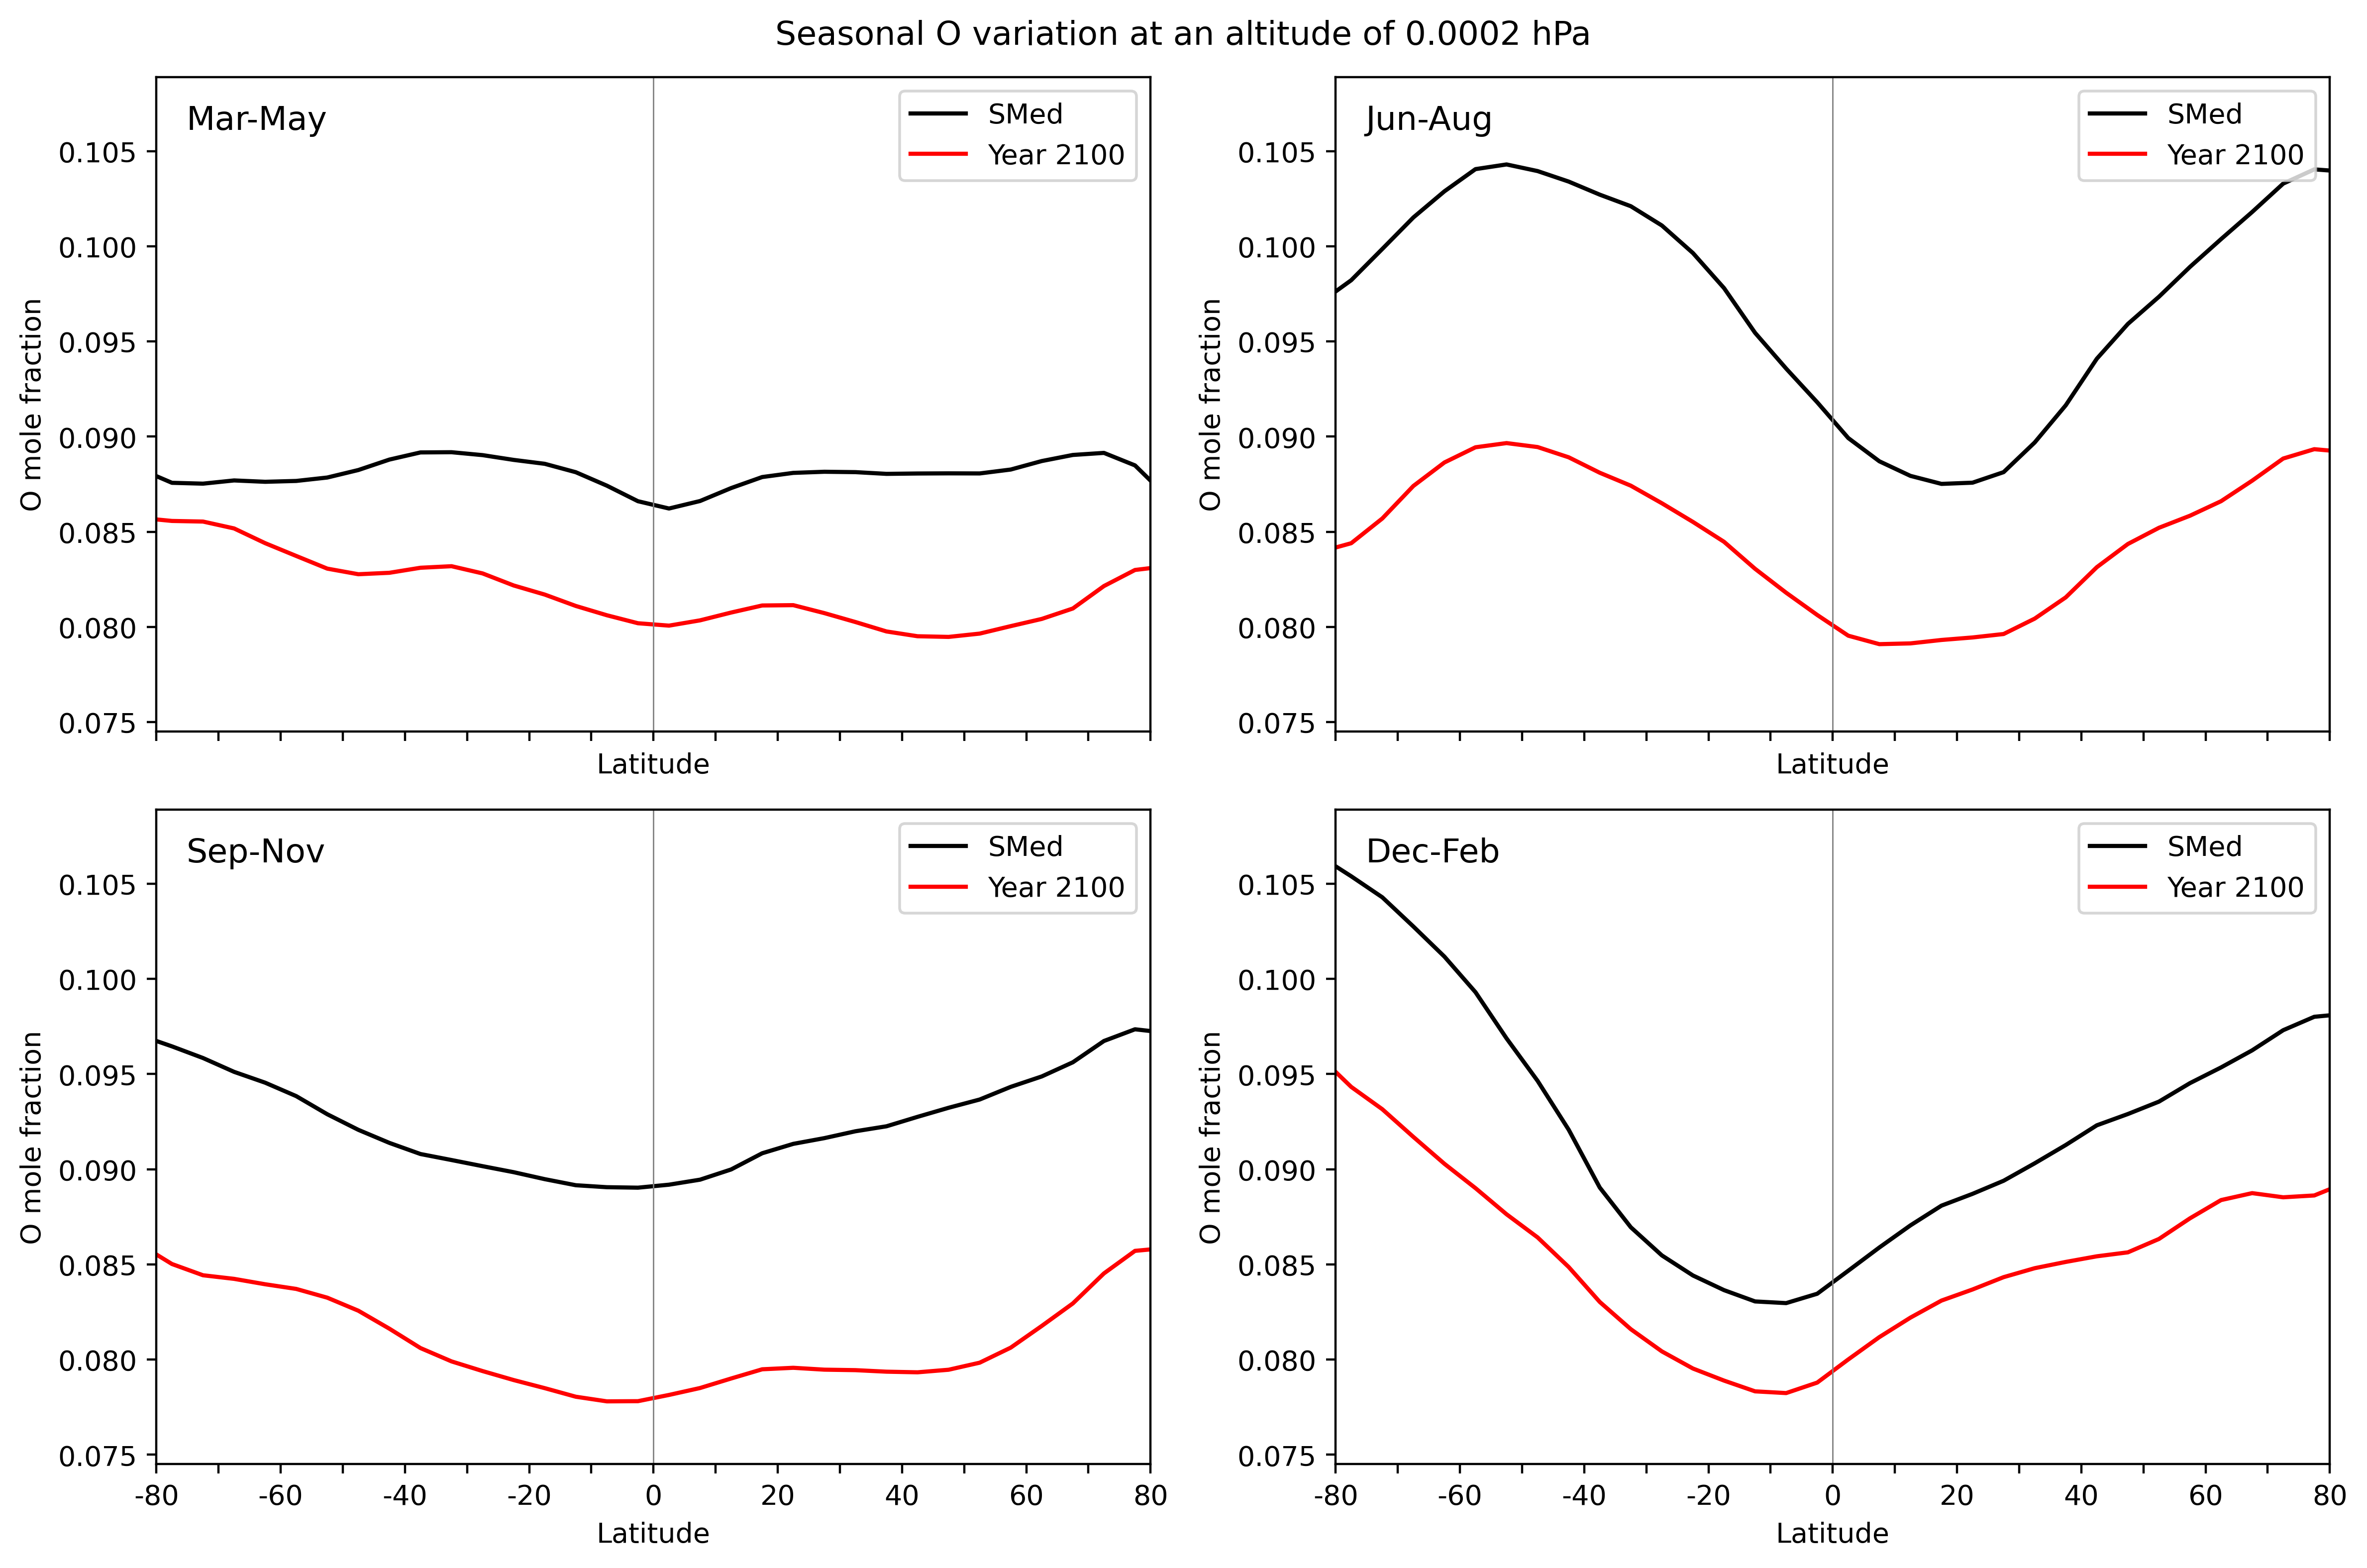 Seasonal O variation at an altitude of 0.0002 hPa
Mar-May
SMed
Year 2100
0.105
0.100
0.095
0.090
0.085
0.080
0.075
O mole fraction
Latitude
Jun-Aug
SMed
Year 2100
0.105
0.100
0.095
0.090
0.085
0.080
0.075
O mole fraction
Latitude
Sep-Nov
SMed
Year 2100
0.105
0.100
0.095
0.090
0.085
0.080
0.075
O mole fraction
-80 -60 -40 -20 0 20 40 60 80
Latitude
Dec-Feb
SMed
Year 2100
0.105
0.100
0.095
0.090
0.085
0.080
0.075
O mole fraction
-80 -60 -40 -20 0 20 40 60 80
Latitude